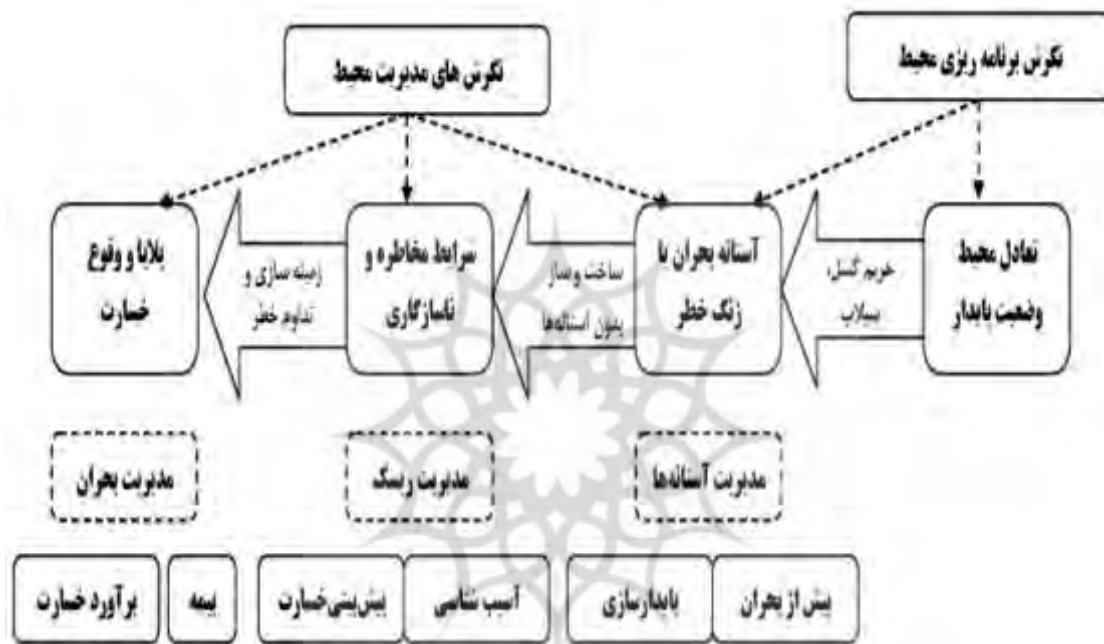 نگرش برنامه ریزی محیط
نگرش های مدیریت محیط
تعادل محیط
وضعیت پایدار
حریم گسل،
سیلاب
آستانه بحران یا
زنگ خطر
ساخت و ساز
بدون آستانه‌ها
شرایط مخاطره و
ناسازگاری
زمینه سازی و
تداوم خطر
بلایا و وقوع
خسارت
مدیریت آستانه‌ها
مدیریت ریسک
مدیریت بحران
پیش از بحران
پایدارسازی
آسیب شناسی
پیش‌بینی خسارت
بیمه
برآورد خسارت